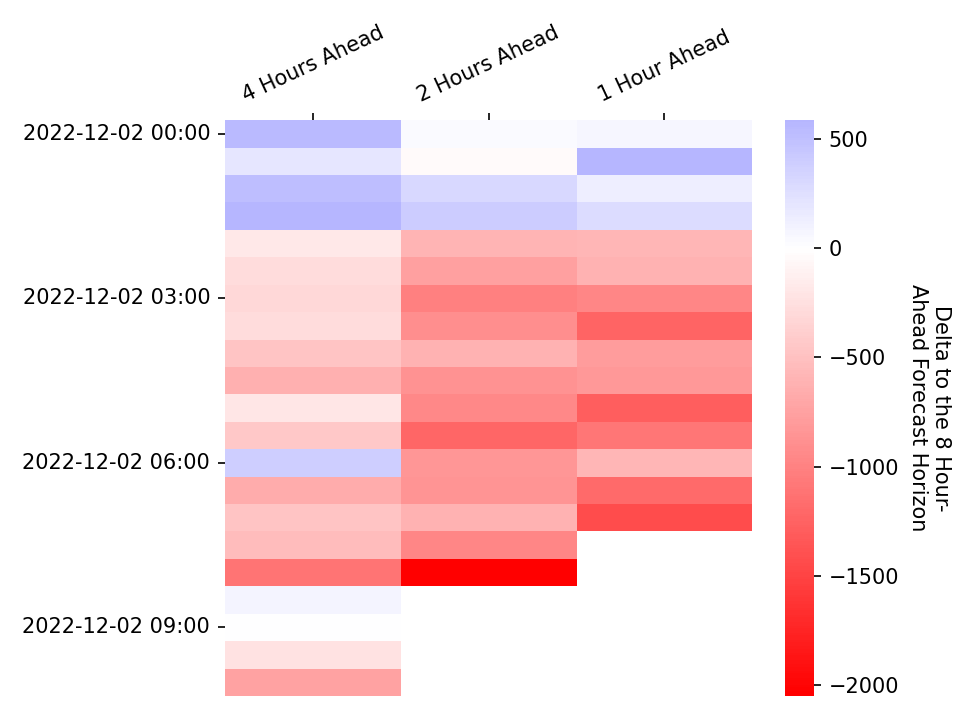 4 Hours Ahead
2 Hours Ahead
1 Hour Ahead
2022-12-02 00:00
2022-12-02 03:00
2022-12-02 06:00
2022-12-02 09:00
500
0
−500
−1000
−1500
−2000
Delta to the 8 Hour-
Ahead Forecast Horizon